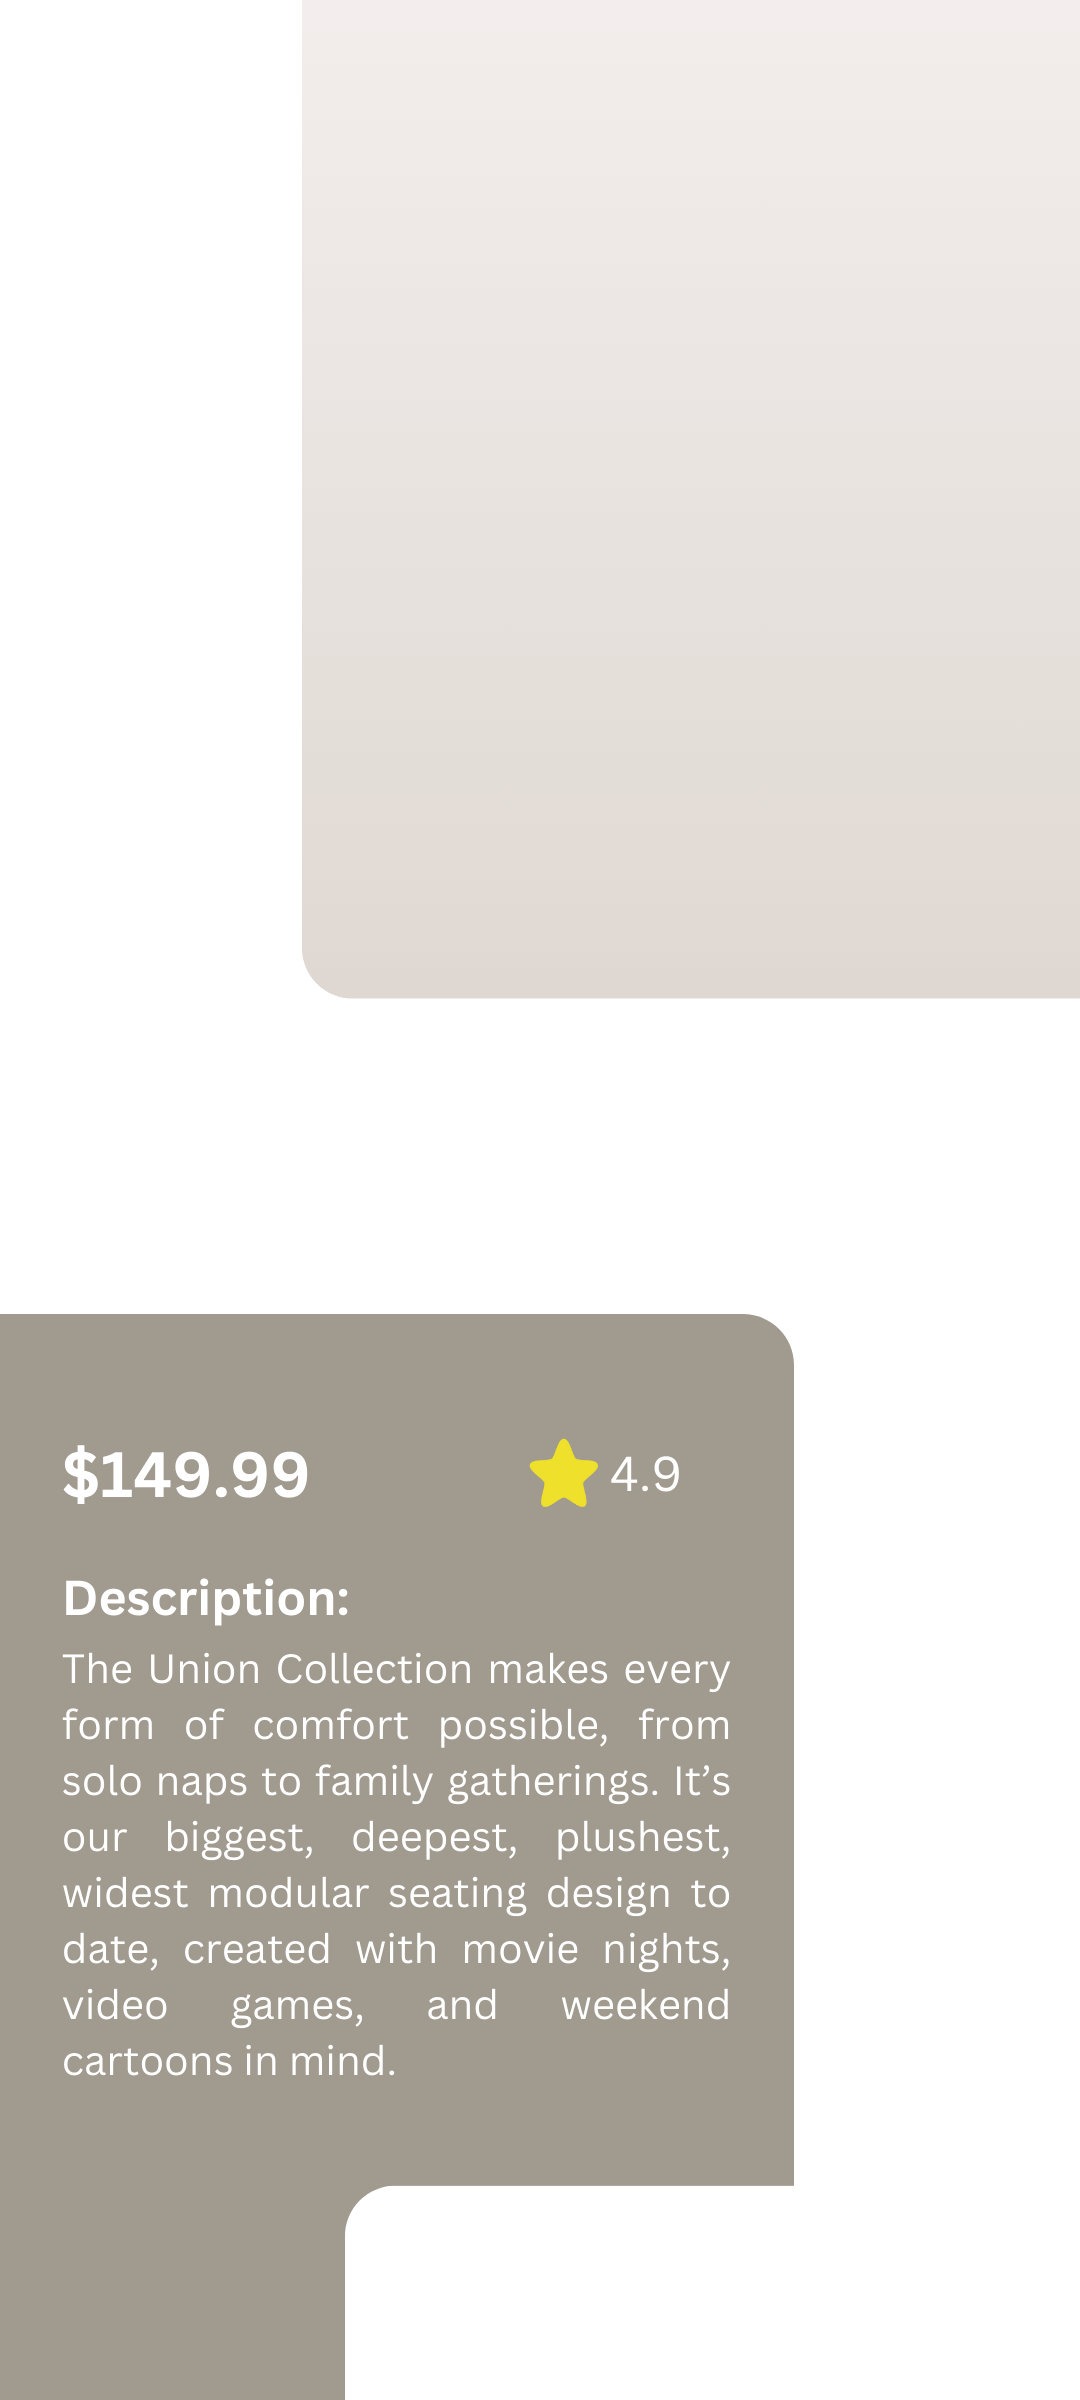 $149.99
4.9
Description:
The Union Collection makes every
form of comfort possible, from
solo naps to family gatherings. It’s
our biggest, deepest, plushest,
widest modular seating design to
date, created with movie nights,
video games, and weekend
cartoons in mind.